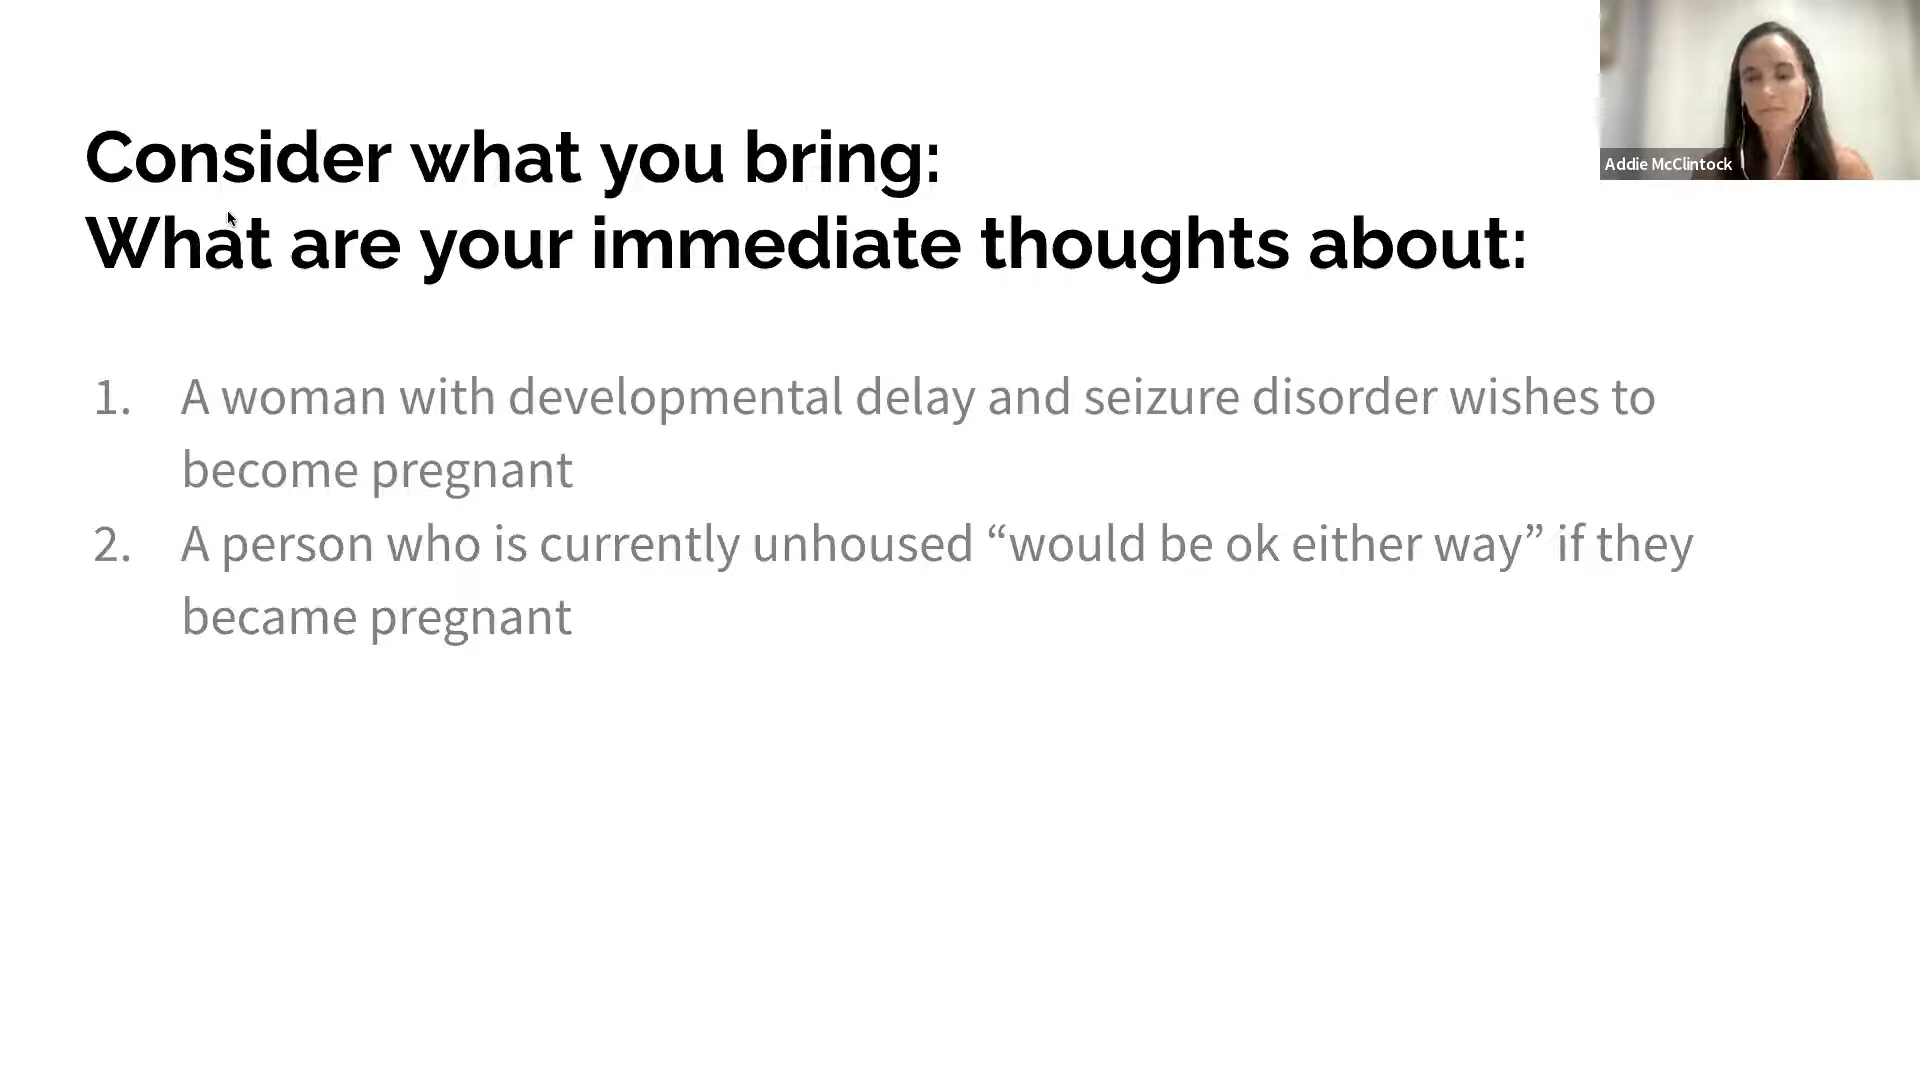 Addie McClintock
Consider what you bring:
What are your immediate thoughts about:
1. A woman with developmental delay and seizure disorder wishes to
become pregnant
2. A person who is currently unhoused “would be ok either way” if they
became pregnant